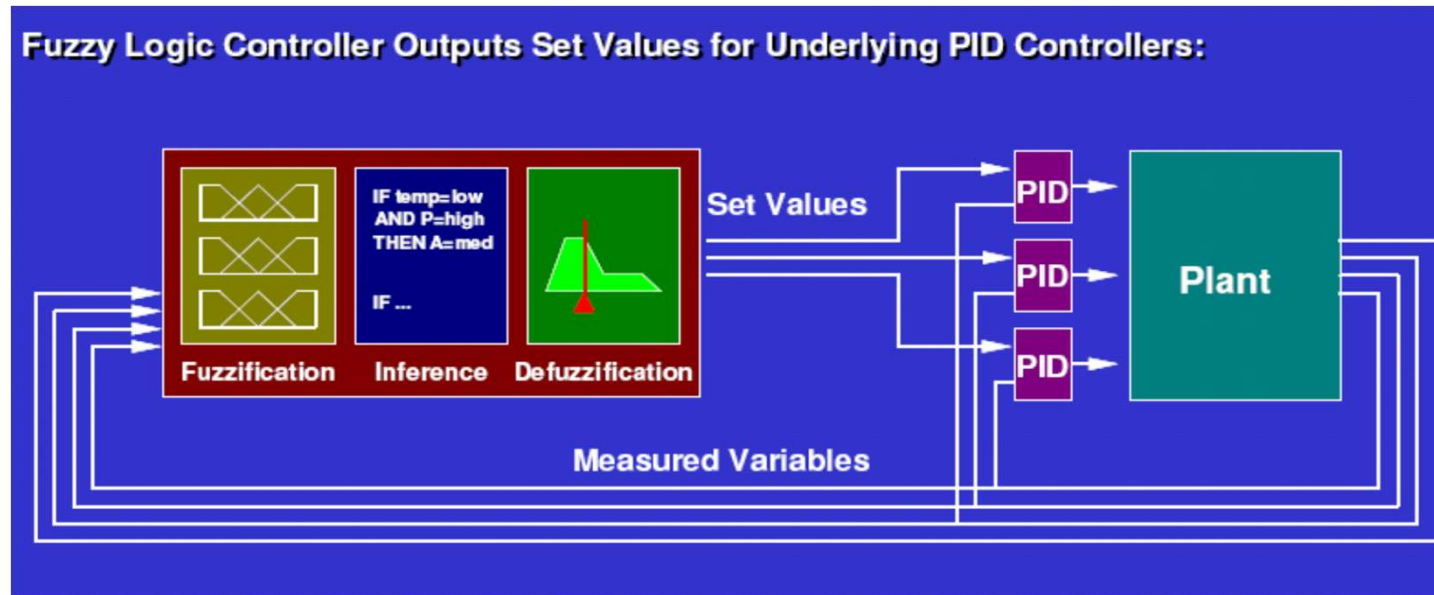 Fuzzy Logic Controller Outputs Set Values for Underlying PID Controllers:
IF temp=low
AND P=high
THEN A=med
IF ...
Fuzzification
Inference
Defuzzification
Set Values
PID
PID
PID
Plant
Measured Variables